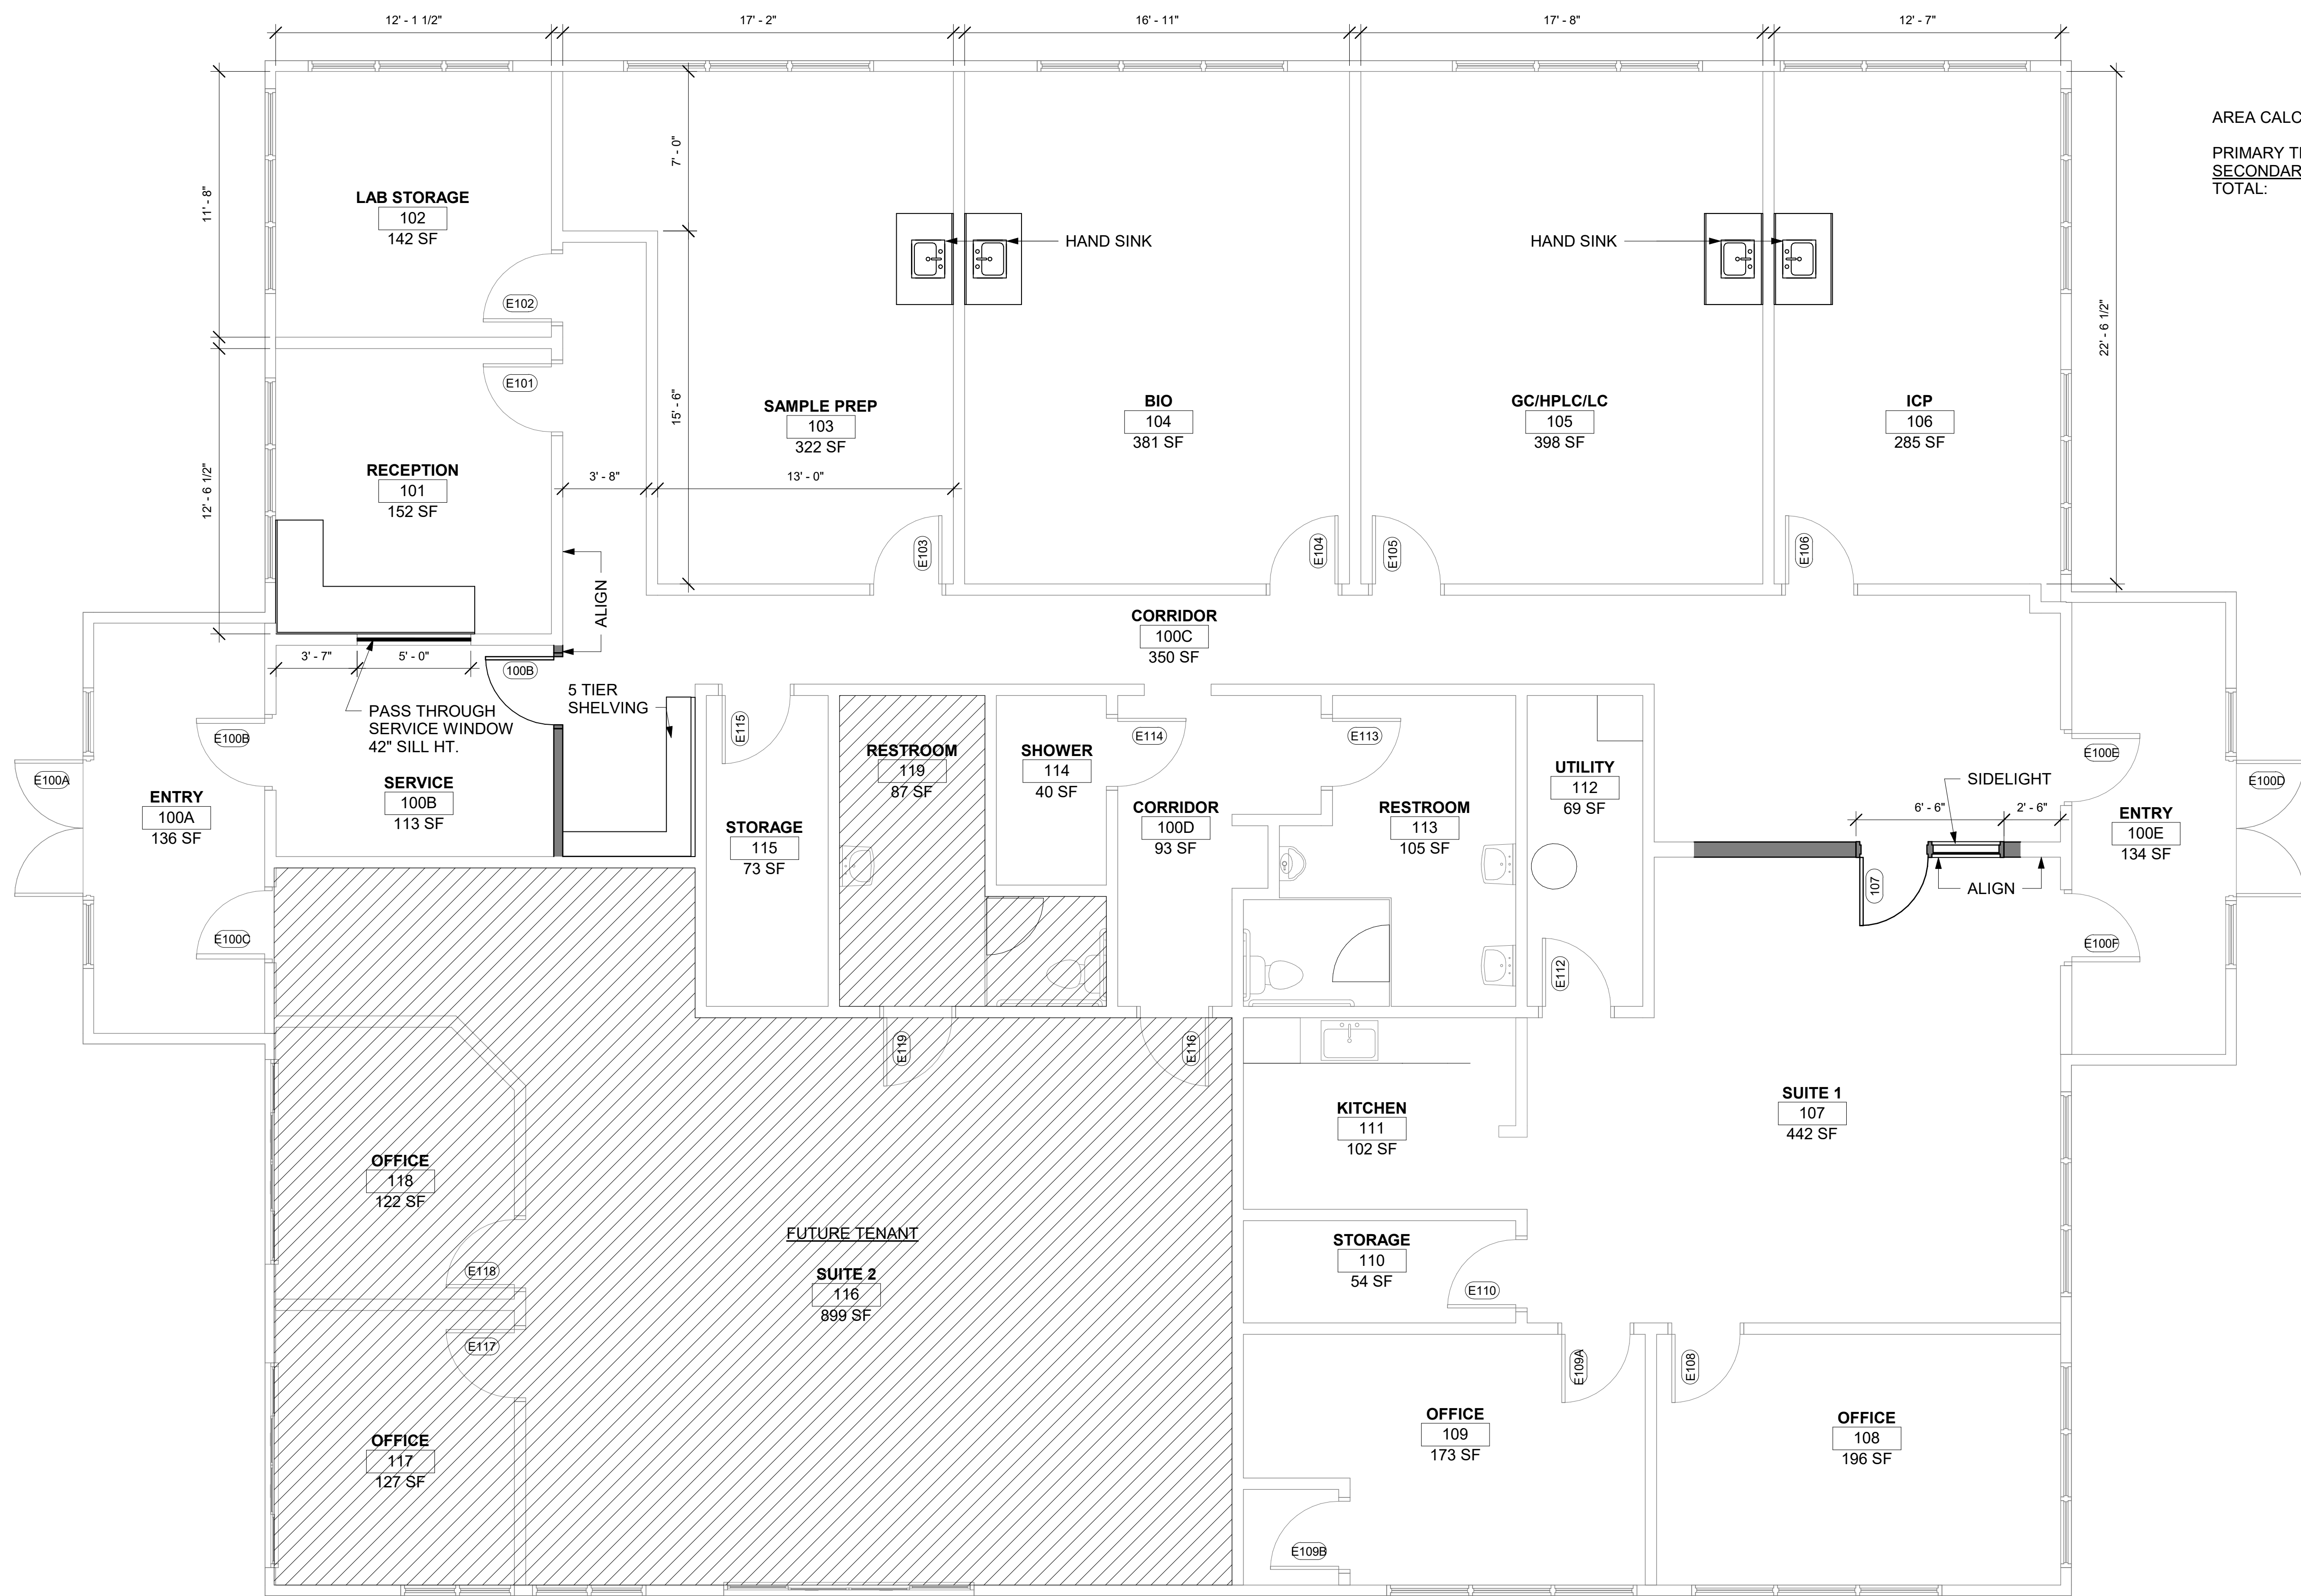 12' - 1 1/2"
17' - 2"
16' - 11"
17' - 8"
12' - 7"
AREA CALC
PRIMARY
SECONDAR
TOTAL:
11' - 8"
7' - 0"
22' - 6 1/2"
LAB STORAGE
102
142 SF
HAND SINK
HAND SINK
E102
E101
15' - 6"
SAMPLE PREP
103
322 SF
BIO
104
381 SF
GC/HPLC/LC
105
398 SF
ICP
106
285 SF
12' - 6 1/2"
RECEPTION
101
152 SF
3' - 8"
13' - 0"
E103
E104
E105
E106
ALIGN
CORRIDOR
100C
350 SF
3' - 7"
5' - 0"
100B
5 TIER
SHELVING
PASS THROUGH
SERVICE WINDOW
42" SILL HT.
E100B
E115
RESTROOM
119
87 SF
SHOWER
114
40 SF
E114
E113
E100E
E100A
ENTRY
100A
136 SF
SERVICE
100B
113 SF
STORAGE
115
73 SF
CORRIDOR
100D
93 SF
RESTROOM
113
105 SF
UTILITY
112
69 SF
SIDELIGHT
6' - 6"
2' - 6"
ENTRY
100E
134 SF
E100D
107
ALIGN
E100C
E100F
E112
E119
E116
KITCHEN
111
102 SF
SUITE 1
107
442 SF
OFFICE
118
122 SF
FUTURE TENANT
SUITE 2
116
899 SF
STORAGE
110
54 SF
E118
E110
E117
E109A
E108
OFFICE
117
127 SF
OFFICE
109
173 SF
OFFICE
108
196 SF
E109B